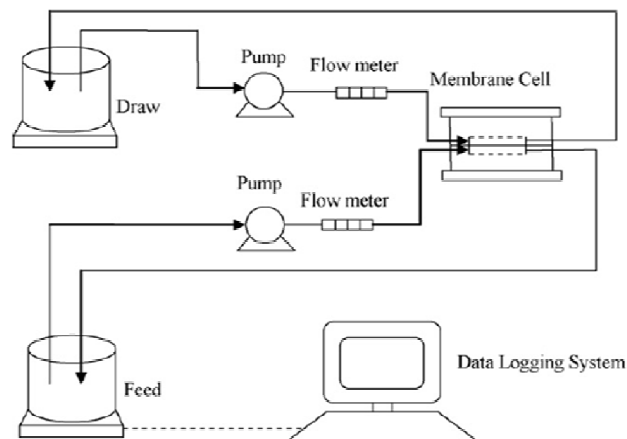 Pump
Flow meter
Membrane Cell
Draw
Pump
Flow meter
Data Logging System
Feed